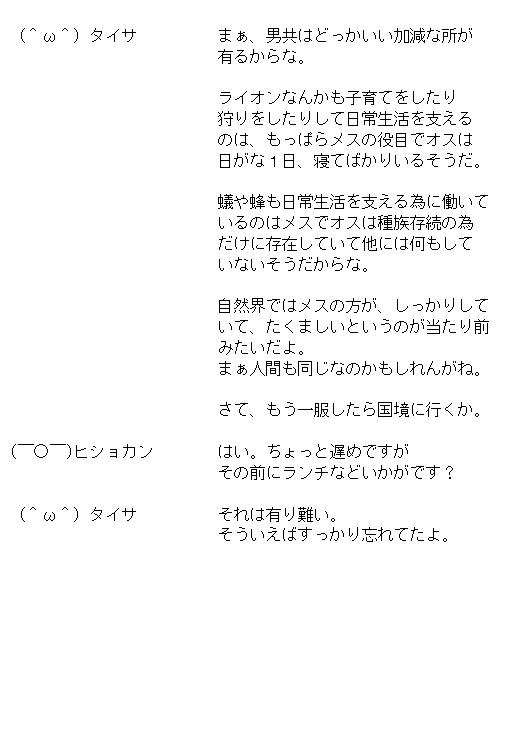 （＾ω＾）タイサ　まぁ、男共はどっかいい加減な所が
有るからな。
ライオンなんかも子育てをしたり
狩りをしたりして日常生活を支える
のは、もっぱらメスの役目でオスは
日がな１日、寝てばかりいるそうだ。
蟻や蜂も日常生活を支える為に働いて
いるのはメスでオスは種族存続の為
だけに存在していて他には何もして
いないそうだからな。
自然界ではメスの方が、しっかりして
いて、たくましいというのが当たり前
みたいだよ。
まぁ人間も同じなのかもしれんがね。
さて、もう一服したら国境に行くか。
(￣〇￣)ヒショカン　はい。ちょっと遅めですが
その前にランチなどいかがです？
（＾ω＾）タイサ　それは有り難い。
そういえばすっかり忘れてたよ。